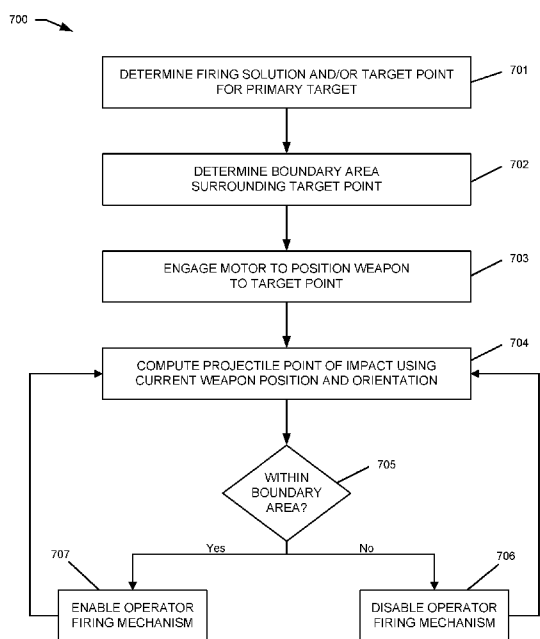 700
DETERMINE FIRING SOLUTION AND/OR TARGET POINT
FOR PRIMARY TARGET
701
DETERMINE BOUNDARY AREA
SURROUNDING TARGET POINT
702
ENGAGE MOTOR TO POSITION WEAPON
TO TARGET POINT
703
COMPUTE PROJECTILE POINT OF IMPACT USING
CURRENT WEAPON POSITION AND ORIENTATION
704
WITHIN
BOUNDARY
AREA?
705
Yes
No
707
ENABLE OPERATOR
FIRING MECHANISM
706
DISABLE OPERATOR
FIRING MECHANISM